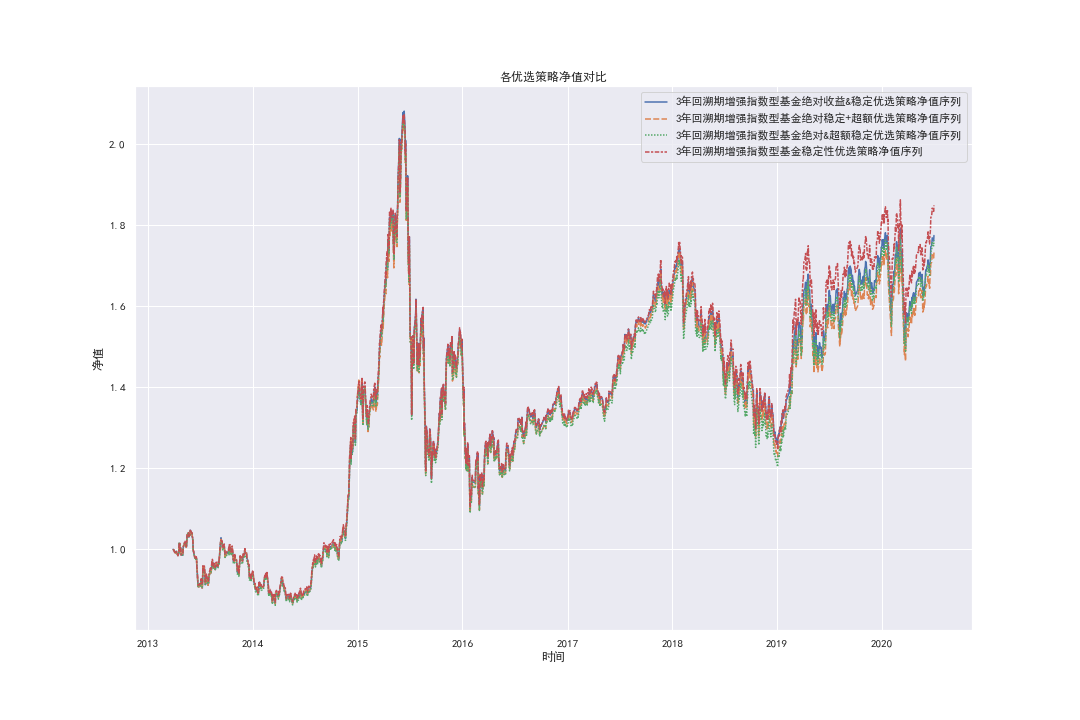 各优选策略净值对比
3年回溯期增强指数型基金绝对收益&稳定优选策略净值序列
3年回溯期增强指数型基金绝对稳定+超额优选策略净值序列
3年回溯期增强指数型基金绝对&超额稳定优选策略净值序列
3年回溯期增强指数型基金稳定性优选策略净值序列
净值
2.0
1.8
1.6
1.4
1.2
1.0
2013
2014
2015
2016
2017
2018
2019
2020
时间